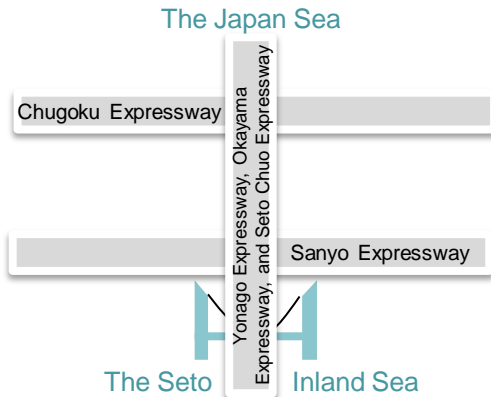 The Japan Sea
Chugoku Expressway
Yonago Expressway, Okayama
Expressway, and Seto Chuo Expressway
Sanyo Expressway
The Seto Inland Sea